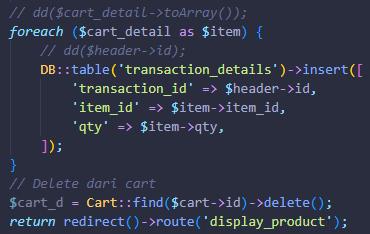 // dd($cart_detail->toArray());
foreach ($cart_detail as $item) {
    // dd($header->id);
    DB::table('transaction_details')->insert([
        'transaction_id' => $header->id,
        'item_id' => $item->item_id,
        'qty' => $item->qty,
    ]);
}
// Delete dari cart
$cart_d = Cart::find($cart->id)->delete();
return redirect()->route('display_product');